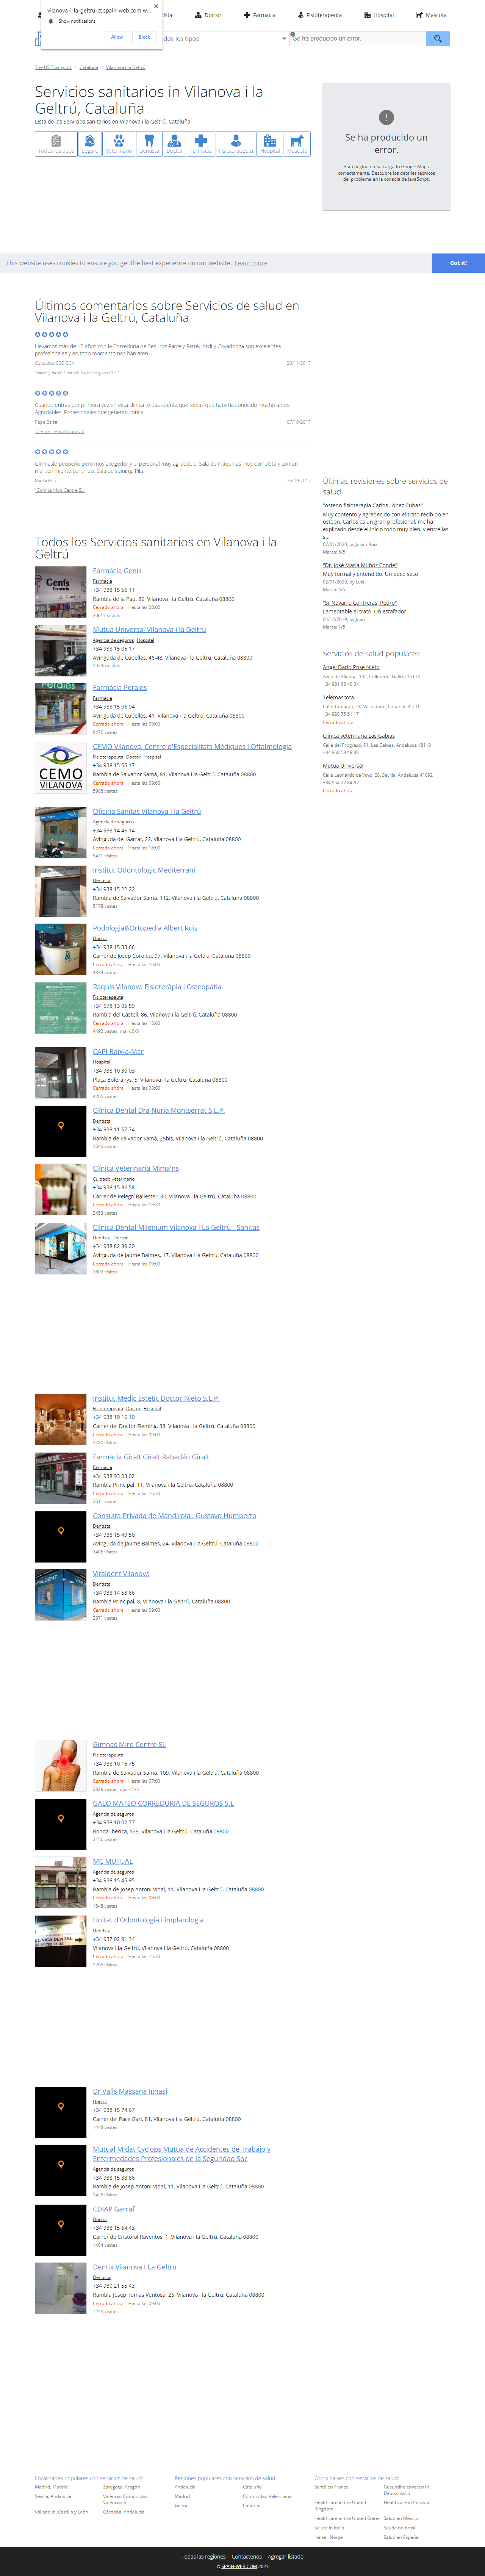 vilanova-i-la-geltru-ct.spain-web.com w...
Show notifications
Allow Block
Doctor
Farmacia
Fisioterapeuta
Hospital
Mascota
Se ha producido un error.
The US Transport / Cataluña / Vilanova i la Geltrú
Servicios sanitarios in Vilanova i la
Geltrú, Cataluña
Lista de las Servicios sanitarios en Vilanova i la Geltrú, Cataluña
Todos los tipos
Seguro
Veterinario
Dentista
Doctor
Farmacia
Fisioterapeuta
Hospital
Mascota
Se ha producido un
error.
Esta página no ha cargado Google Maps
correctamente. Descubre los detalles técnicos
del problema en la consola de JavaScript.
This website uses cookies to ensure you get the best experience on our website. Learn more
Got it!
Últimos comentarios sobre Servicios de salud en
Vilanova i la Geltrú, Cataluña
Llevamos más de 15 años con la Corredoria de Seguros Farré y Farré, Jordi y Covadonga son excelentes
profesionales y en todo momento nos han aten...
Consultor SEO BCN 20/11/2017
"Farré y Farré Correduría de Seguros S.L."
Cuando entras por primera vez en esta clínica te das cuenta que tenias que haberla conocido mucho antes.
Agradables. Profesionales que generan confia...
Pepe Balsa 07/10/2017
"Centre Dental Vilanova"
Gimnasio pequeño pero muy acogedor y el personal muy agradable. Sala de máquinas muy completa y con un
mantenimiento continuo. Sala de spining. Pila...
Marta Ruiz 26/09/2017
"Gimnas Miro Centre SL"
Todos los Servicios sanitarios en Vilanova i la
Geltrú
Farmàcia Genís
Farmacia
+34 938 15 56 11
Rambla de la Pau, 89, Vilanova i la Geltrú, Cataluña 08800
Cerrado ahora Hasta las 08:00
20611 visitas
Mutua Universal Vilanova i la Geltrú
Agencia de seguros Hospital
+34 938 15 05 17
Avinguda de Cubelles, 46-48, Vilanova i la Geltrú, Cataluña 08800
10796 visitas
Farmàcia Perales
Farmacia
+34 938 15 06 04
Avinguda de Cubelles, 41, Vilanova i la Geltrú, Cataluña 08800
Cerrado ahora Hasta las 09:00
6476 visitas
CEMO Vilanova, Centre d'Especialitats Mèdiques i Oftalmologia
Fisioterapeuta Doctor Hospital
+34 938 15 55 17
Rambla de Salvador Samà, 81, Vilanova i la Geltrú, Cataluña 08800
Cerrado ahora Hasta las 09:00
5988 visitas
Oficina Sanitas Vilanova I la Geltrú
Agencia de seguros
+34 938 14 46 14
Avinguda del Garraf, 22, Vilanova i la Geltrú, Cataluña 08800
Cerrado ahora Hasta las 16:00
5431 visitas
Institut Odontologic Mediterrani
Dentista
+34 938 15 22 22
Rambla de Salvador Samà, 112, Vilanova i la Geltrú, Cataluña 08800
5178 visitas
Podologia&Ortopedia Albert Ruiz
Doctor
+34 938 15 33 66
Carrer de Josep Coroleu, 97, Vilanova i la Geltrú, Cataluña 08800
Cerrado ahora Hasta las 16:00
4634 visitas
Raquis Vilanova Fisioteràpia i Osteopatia
Fisioterapeuta
+34 678 13 05 59
Rambla del Castell, 86, Vilanova i la Geltrú, Cataluña 08800
Cerrado ahora Hasta las 15:00
4492 visitas, mark 5/5
CAPI Baix-a-Mar
Hospital
+34 938 10 30 03
Plaça Boleranys, 5, Vilanova i la Geltrú, Cataluña 08800
Cerrado ahora Hasta las 08:00
4205 visitas
Clínica Dental Dra Nuria Montserrat S.L.P.
Dentista
+34 938 11 57 74
Rambla de Salvador Samà, 25bis, Vilanova i la Geltrú, Cataluña 08800
3646 visitas
Clínica Veterinaria Mima'ns
Cuidado veterinario
+34 938 15 86 58
Carrer de Pelegrí Ballester, 30, Vilanova i la Geltrú, Cataluña 08800
Cerrado ahora Hasta las 16:30
3453 visitas
Clínica Dental Milenium Vilanova I La Geltrú - Sanitas
Dentista Doctor
+34 938 82 89 20
Avinguda de Jaume Balmes, 17, Vilanova i la Geltrú, Cataluña 08800
Cerrado ahora Hasta las 09:00
2803 visitas
Institut Medic Estetic Doctor Nieto S.L.P.
Fisioterapeuta Doctor Hospital
+34 938 10 16 10
Carrer del Doctor Fleming, 38, Vilanova i la Geltrú, Cataluña 08800
Cerrado ahora Hasta las 09:00
2786 visitas
Farmàcia Giralt Giralt Rabadán Giralt
Farmacia
+34 938 93 03 02
Rambla Principal, 11, Vilanova i la Geltrú, Cataluña 08800
Cerrado ahora Hasta las 16:30
2611 visitas
Consulta Privada de Mandirola , Gustavo Humberto
Dentista
+34 938 15 49 50
Avinguda de Jaume Balmes, 24, Vilanova i la Geltrú, Cataluña 08800
2406 visitas
Vitaldent Vilanova
Dentista
+34 938 14 53 66
Rambla Principal, 8, Vilanova i la Geltrú, Cataluña 08800
Cerrado ahora Hasta las 09:00
2371 visitas
Gimnas Miro Centre SL
Fisioterapeuta
+34 938 10 16 75
Rambla de Salvador Samà, 109, Vilanova i la Geltrú, Cataluña 08800
Cerrado ahora Hasta las 07:00
2329 visitas, mark 5/5
GALO MATEO CORREDURIA DE SEGUROS S.L
Agencia de seguros
+34 938 10 02 77
Ronda Ibèrica, 139, Vilanova i la Geltrú, Cataluña 08800
2156 visitas
MC MUTUAL
Agencia de seguros
+34 938 15 45 95
Rambla de Josep Antoni Vidal, 11, Vilanova i la Geltrú, Cataluña 08800
Cerrado ahora Hasta las 08:00
1848 visitas
Unitat d'Odontologia i implatologia
Dentista
+34 937 02 91 34
Vilanova i la Geltrú, Vilanova i la Geltrú, Cataluña 08800
Cerrado ahora Hasta las 15:30
1765 visitas
Dr Valls Massana Ignasi
Doctor
+34 938 15 74 67
Carrer del Pare Garí, 81, Vilanova i la Geltrú, Cataluña 08800
1448 visitas
Mutual Midat Cyclops Mutua de Accidentes de Trabajo y
Enfermedades Profesionales de la Seguridad Soc
Agencia de seguros
+34 938 15 88 86
Rambla de Josep Antoni Vidal, 11, Vilanova i la Geltrú, Cataluña 08800
1428 visitas
CDIAP Garraf
Doctor
+34 938 15 64 43
Carrer de Cristòfol Raventós, 1, Vilanova i la Geltrú, Cataluña 08800
1404 visitas
Dentix Vilanova I La Geltru
Dentista
+34 930 21 55 43
Rambla Josep Tomàs Ventosa, 25, Vilanova i la Geltrú, Cataluña 08800
Cerrado ahora Hasta las 09:00
1243 visitas
Últimas revisiones sobre servicios de
salud
"osteon fisioterapia Carlos López Cubas"
Muy contento y agradecido con el trato recibido en
osteon. Carlos es un gran profesional, me ha
explicado desde el inicio todo muy bien, y entre las
s...
07/01/2020, by Julián Ruiz
Marca: 5/5
"Dr. José María Muñoz Conde"
Muy formal y entendido. Un poco seco
02/01/2020, by Luis
Marca: 4/5
"Sr Navarro Contreras, Pedro"
Lamentable el trato. Un estafador.
04/12/2019, by Joan
Marca: 1/5
Servicios de salud populares
Angel Dario Pose Nieto
Avenida Vilaboa, 102, Culleredo, Galicia 15174
+34 981 66 40 04
Telemascota
Calle Tamarán, 18, Vecindario, Canarias 35110
+34 928 75 51 17
Cerrado ahora
Clínica veterinaria Las Gabias
Calle del Progreso, 51, Las Gabias, Andalucía 18110
+34 958 58 49 30
Mutua Universal
Calle Leonardo da Vinci, 28, Sevilla, Andalucía 41092
+34 954 22 84 87
Cerrado ahora
Localidades populares con servicios de salud
Madrid, Madrid
Zaragoza, Aragón
Sevilla, Andalucía
València, Comunidad
Valenciana
Valladolid, Castilla y León
Córdoba, Andalucía
Regiones populares con servicios de salud
Andalucía
Cataluña
Madrid
Comunidad Valenciana
Galicia
Canarias
Otros países con servicios de salud
Santé en France
Gesundheitswesen in
Deutschland
Healthcare in the United
Kingdom
Healthcare in Canada
Healthcare in the United States
Salud en México
Salute in Italia
Saúde no Brasil
Helse i Norge
Salud en España
Todas las regiones Contáctenos Agregar listado
© SPAIN-WEB.COM 2023